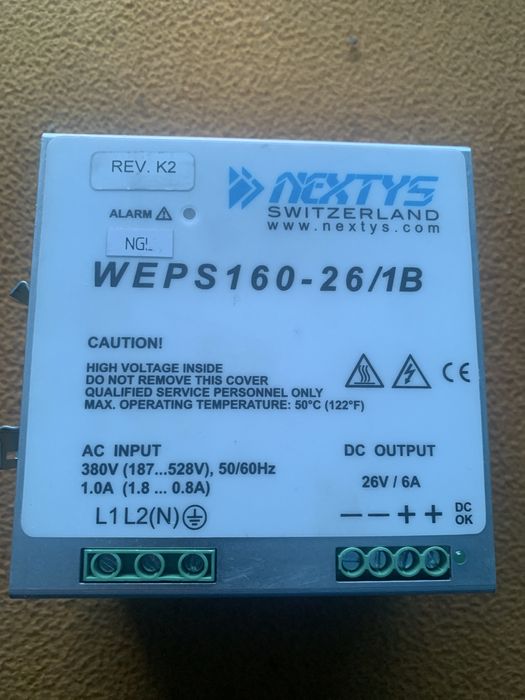 REV. K2
NEXTYS
SWITZERLAND
www.nextys.com
ALARM
NGL
WEPS160-26/1B
CAUTION!
HIGH VOLTAGE INSIDE
DO NOT REMOVE THIS COVER
QUALIFIED SERVICE PERSONNEL ONLY
MAX. OPERATING TEMPERATURE: 50°C (122°F)
CE
AC INPUT
380V (187...528V), 50/60Hz
1.0A (1.8 ... 0.8A)
L1 L2(N)
DC OUTPUT
26V / 6A
— — + +
DC
OK